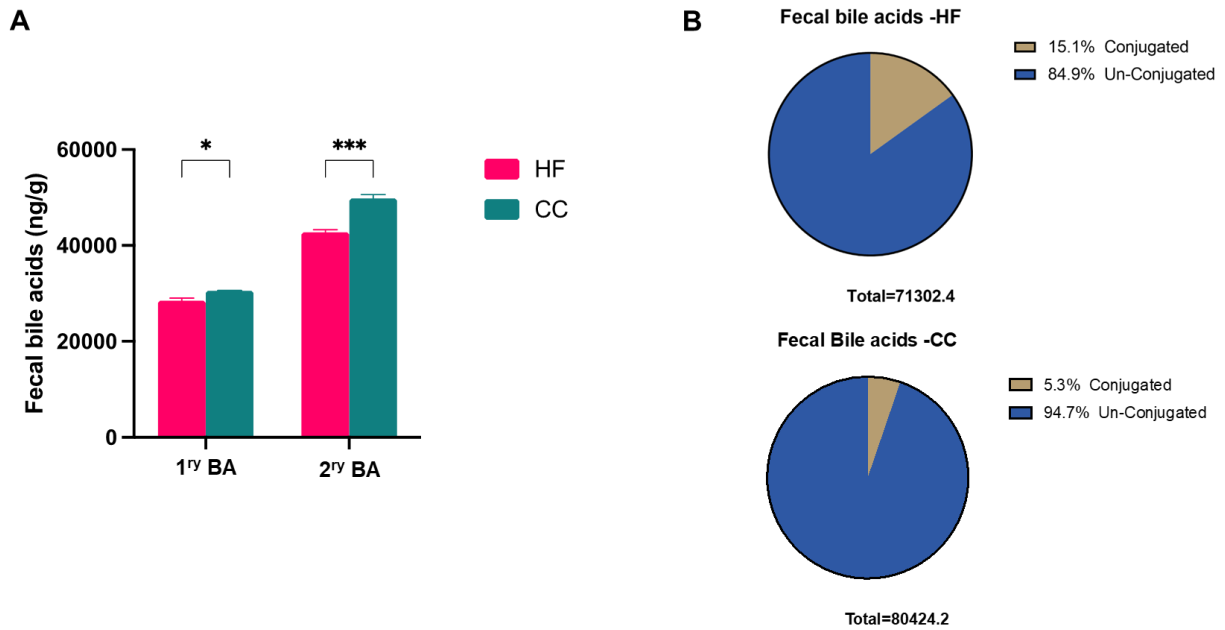 A
Fecal bile acids (ng/g)
60000
40000
20000
0
*
***
1ry BA
2ry BA
HF
CC
B
Fecal bile acids -HF
15.1% Conjugated
84.9% Un-Conjugated
Total=71302.4
Fecal Bile acids -CC
5.3% Conjugated
94.7% Un-Conjugated
Total=80424.2